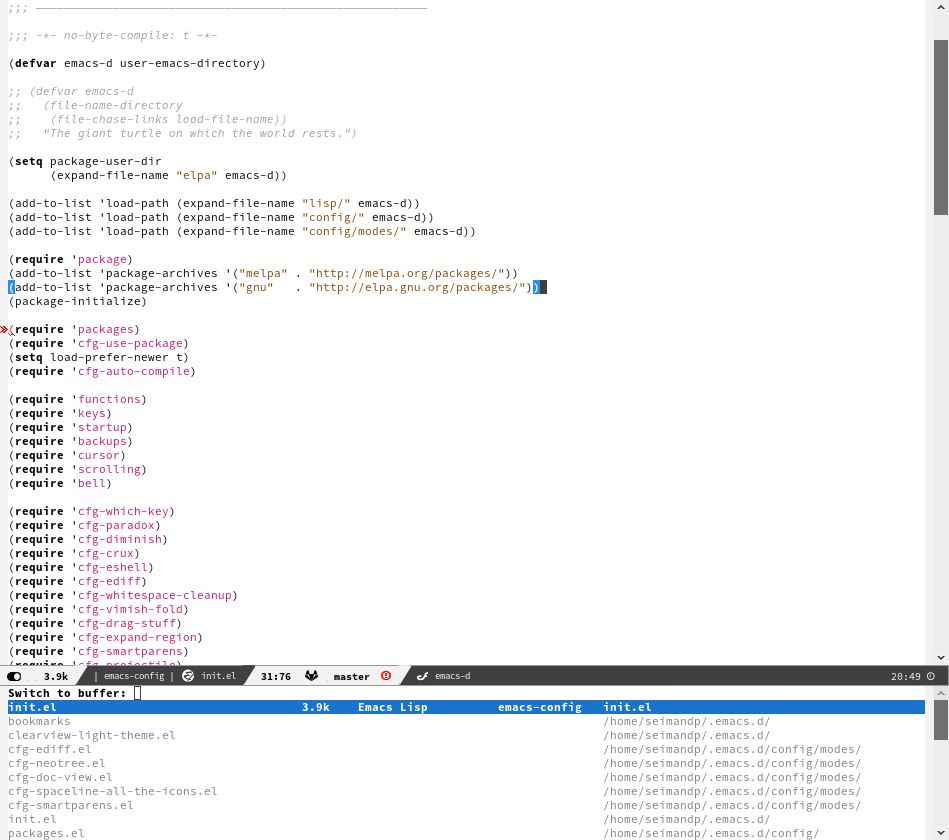 ;;; ─────────────────────────────────────────────────────────
;;; -*- no-byte-compile: t -*-
(defvar emacs-d user-emacs-directory)
;; (defvar emacs-d
;;   (file-name-directory
;;    (file-chase-links load-file-name))
;;   "The giant turtle on which the world rests.")
(setq package-user-dir
      (expand-file-name "elpa" emacs-d))
(add-to-list 'load-path (expand-file-name "lisp/" emacs-d))
(add-to-list 'load-path (expand-file-name "config/" emacs-d))
(add-to-list 'load-path (expand-file-name "config/modes/" emacs-d))
(require 'package)
(add-to-list 'package-archives '("melpa" . "http://melpa.org/packages/"))
(add-to-list 'package-archives '("gnu"   . "http://elpa.gnu.org/packages/"))
(package-initialize)
(require 'packages)
(require 'cfg-use-package)
(setq load-prefer-newer t)
(require 'cfg-auto-compile)
(require 'functions)
(require 'keys)
(require 'startup)
(require 'backups)
(require 'cursor)
(require 'scrolling)
(require 'bell)
(require 'cfg-which-key)
(require 'cfg-paradox)
(require 'cfg-diminish)
(require 'cfg-crux)
(require 'cfg-eshell)
(require 'cfg-ediff)
(require 'cfg-whitespace-cleanup)
(require 'cfg-vimish-fold)
(require 'cfg-drag-stuff)
(require 'cfg-expand-region)
(require 'cfg-smartparens)
(require 'cfg-projectile)
3.9k | emacs-config | init.el 31:76 master emacs-d 20:49
Switch to buffer:
init.el 3.9k Emacs Lisp emacs-config init.el
bookmarks /home/seimandp/.emacs.d/
clearview-light-theme.el /home/seimandp/.emacs.d/
cfg-ediff.el /home/seimandp/.emacs.d/config/modes/
cfg-neotree.el /home/seimandp/.emacs.d/config/modes/
cfg-doc-view.el /home/seimandp/.emacs.d/config/modes/
cfg-spaceline-all-the-icons.el /home/seimandp/.emacs.d/config/modes/
cfg-smartparens.el /home/seimandp/.emacs.d/config/modes/
init.el /home/seimandp/.emacs.d/
packages.el /home/seimandp/.emacs.d/config/